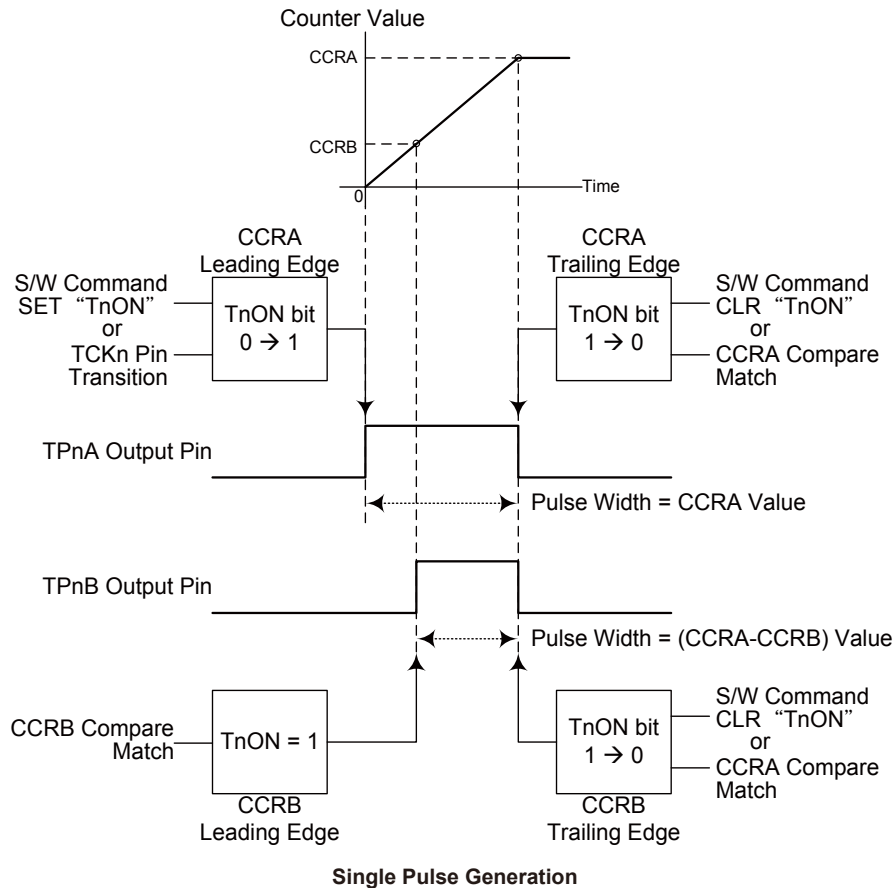 Counter Value
CCRA
CCRB
0
Time
CCRA
Leading Edge
S/W Command
SET “TnON”
or
TCKn Pin
Transition
TnON bit
0 → 1
CCRA
Trailing Edge
TnON bit
1 → 0
S/W Command
CLR “TnON”
or
CCRA Compare
Match
TPnA Output Pin
Pulse Width = CCRA Value
TPnB Output Pin
Pulse Width = (CCRA-CCRB) Value
CCRB Compare
Match
TnON = 1
CCRB
Leading Edge
TnON bit
1 → 0
CCRB
Trailing Edge
S/W Command
CLR “TnON”
or
CCRA Compare
Match
Single Pulse Generation